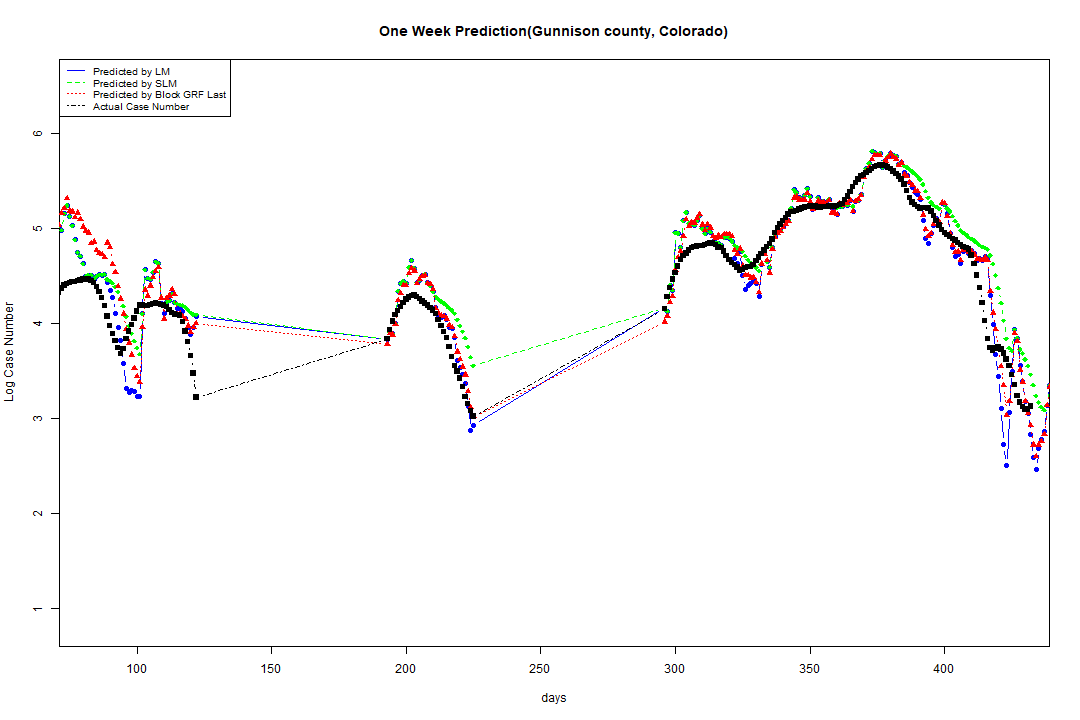 One Week Prediction(Gunnison county, Colorado)
Predicted by LM
Predicted by SLM
Predicted by Block GRF Last
Actual Case Number
6
5
4
3
2
1
Log Case Number
100 150 200 250 300 350 400
days